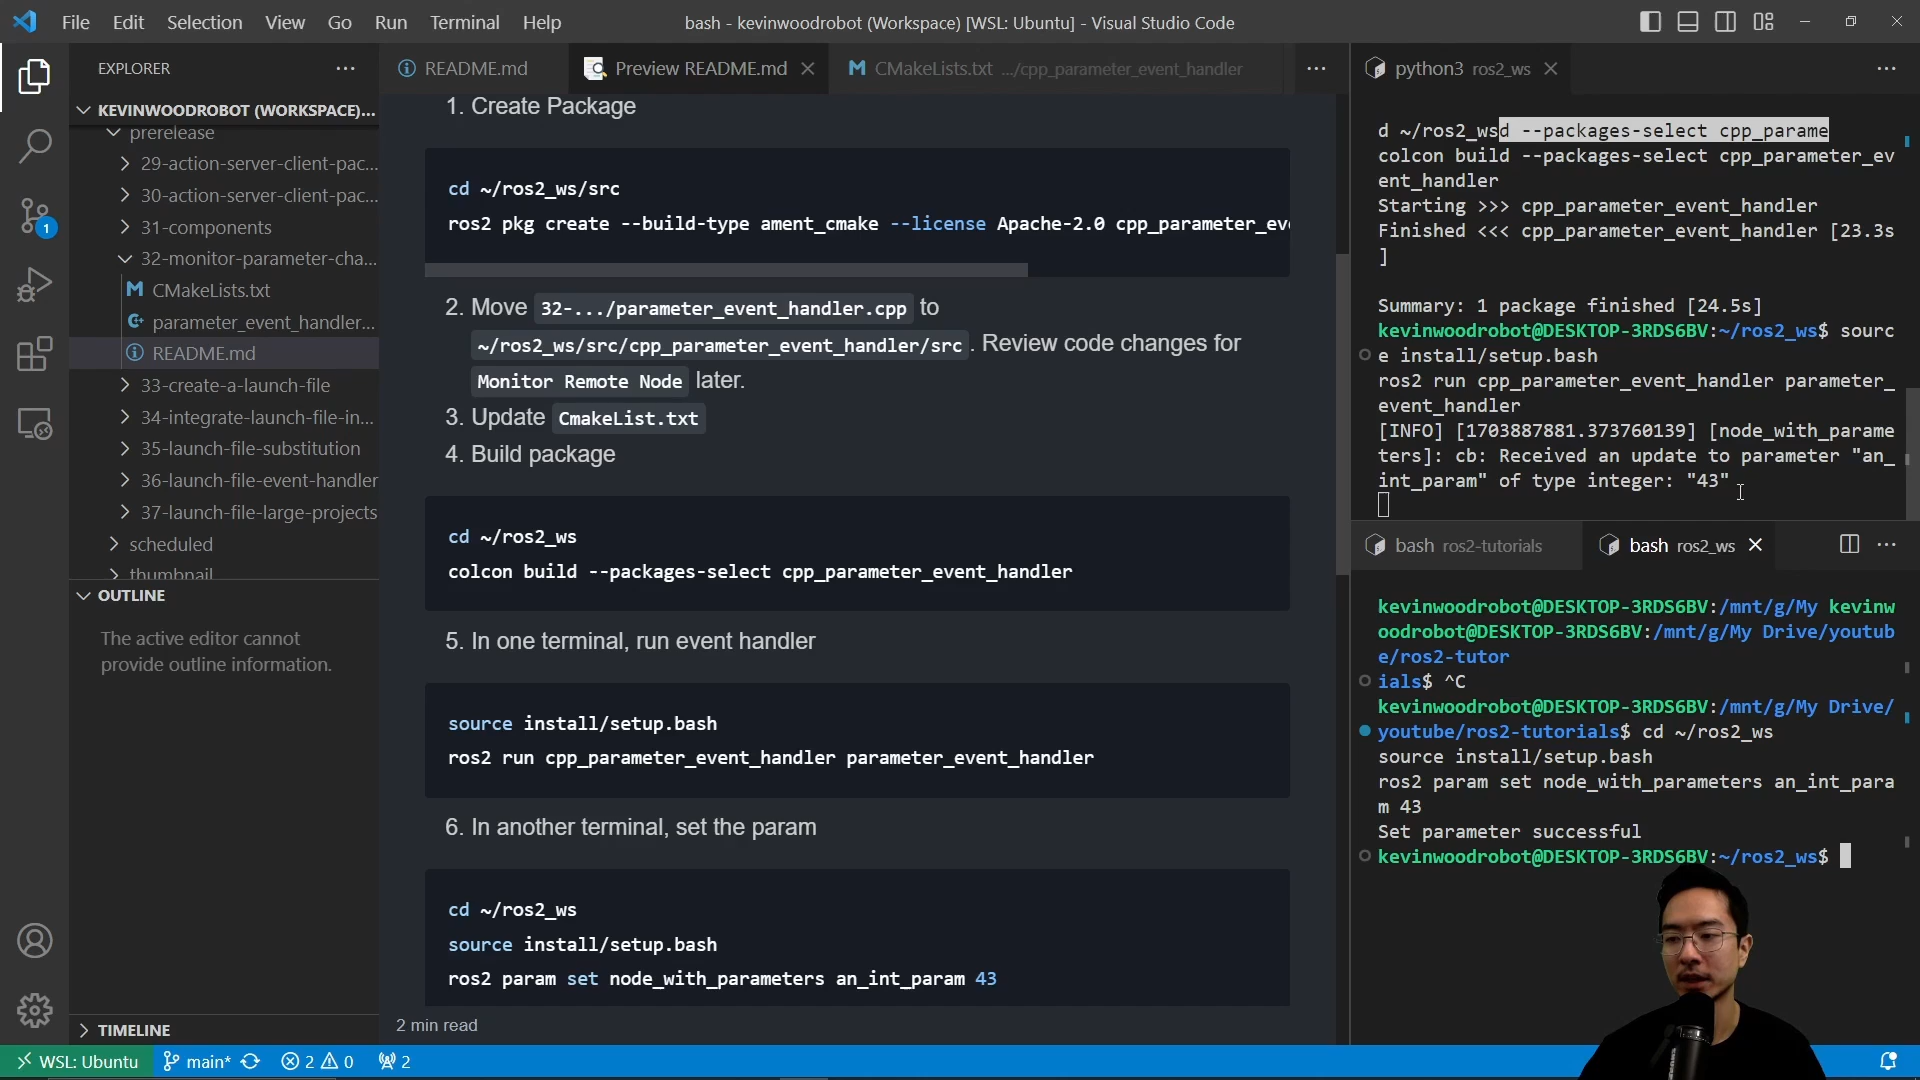 File Edit Selection View Go Run Terminal Help
bash - kevinwoodrobot (Workspace) [WSL: Ubuntu] - Visual Studio Code
EXPLORER
KEVINWOODROBOT (WORKSPACE)...
prerelease
29-action-server-client-pac...
30-action-server-client-pac...
31-components
32-monitor-parameter-cha...
CMakeLists.txt
parameter_event_handler...
README.md
33-create-a-launch-file
34-integrate-launch-file-in...
35-launch-file-substitution
36-launch-file-event-handler
37-launch-file-large-projects
scheduled
thumbnail
OUTLINE
The active editor cannot
provide outline information.
TIMELINE
1
README.md
Preview README.md
CMakeLists.txt .../cpp_parameter_event_handler
1. Create Package
cd ~/ros2_ws/src
ros2 pkg create --build-type ament_cmake --license Apache-2.0 cpp_parameter_ev
2. Move 32-.../parameter_event_handler.cpp to
~/ros2_ws/src/cpp_parameter_event_handler/src . Review code changes for
Monitor Remote Node later.
3. Update CmakeList.txt
4. Build package
cd ~/ros2_ws
colcon build --packages-select cpp_parameter_event_handler
5. In one terminal, run event handler
source install/setup.bash
ros2 run cpp_parameter_event_handler parameter_event_handler
6. In another terminal, set the param
cd ~/ros2_ws
source install/setup.bash
ros2 param set node_with_parameters an_int_param 43
2 min read
python3 ros2_ws
d ~/ros2_wsd --packages-select cpp_parame
colcon build --packages-select cpp_parameter_ev
ent_handler
Starting >>> cpp_parameter_event_handler
Finished <<< cpp_parameter_event_handler [23.3s
]
Summary: 1 package finished [24.5s]
kevinwoodrobot@DESKTOP-3RDS6BV:~/ros2_ws$ sourc
e install/setup.bash
ros2 run cpp_parameter_event_handler parameter_
event_handler
[INFO] [1703887881.373760139] [node_with_parame
ters]: cb: Received an update to parameter "an_
int_param" of type integer: "43"
bash ros2-tutorials
bash ros2_ws
kevinwoodrobot@DESKTOP-3RDS6BV:/mnt/g/My kevinw
oodrobot@DESKTOP-3RDS6BV:/mnt/g/My Drive/youtub
e/ros2-tutor
ials$ ^C
kevinwoodrobot@DESKTOP-3RDS6BV:/mnt/g/My Drive/
youtube/ros2-tutorials$ cd ~/ros2_ws
source install/setup.bash
ros2 param set node_with_parameters an_int_para
m 43
Set parameter successful
kevinwoodrobot@DESKTOP-3RDS6BV:~/ros2_ws$
WSL: Ubuntu main* 2 0 2